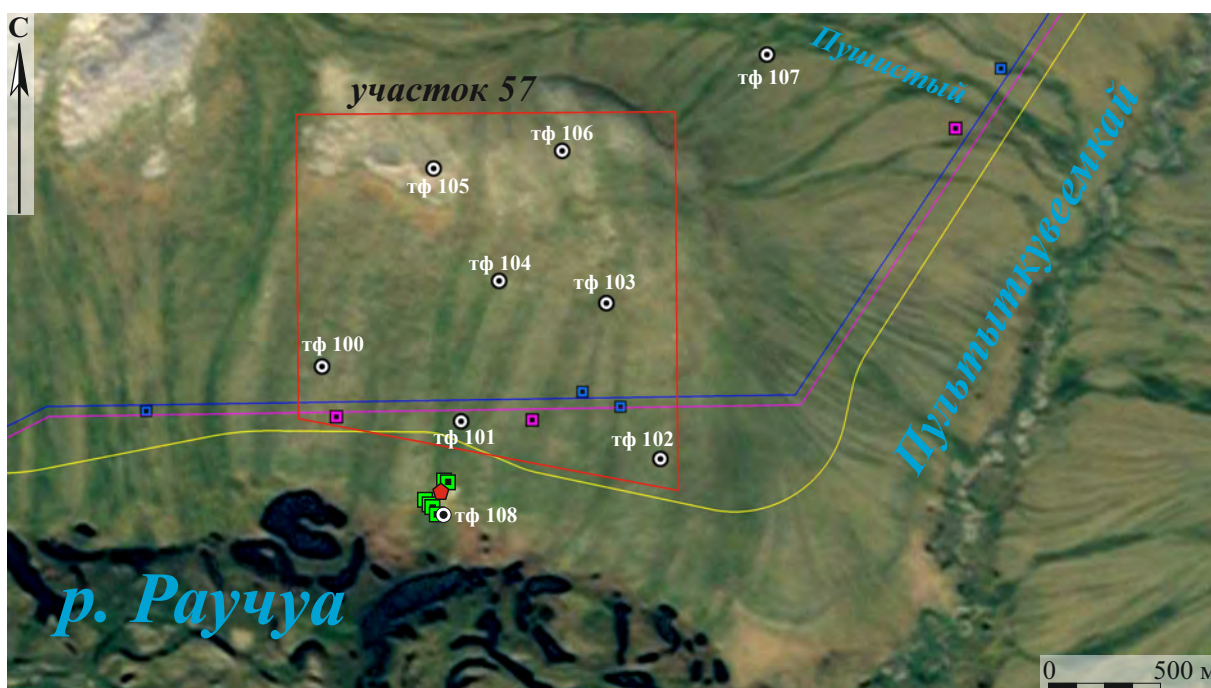 С
Пушистый
тф 107
участок 57
тф 106
тф 105
тф 104
тф 103
тф 100
тф 101
тф 102
Пультыткувеемкай
тф 108
р. Раучуа
0 500 м